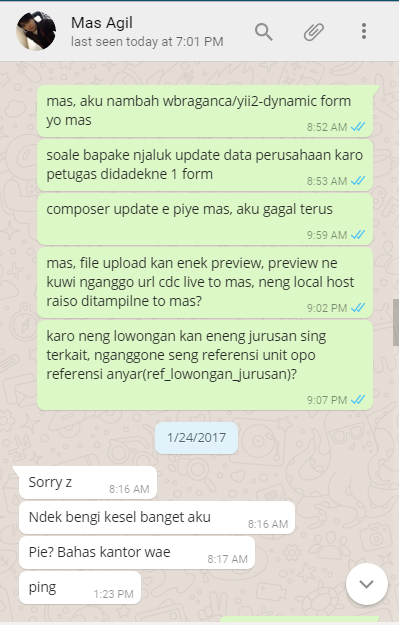 Mas Agil
last seen today at 7:01 PM
mas, aku nambah wbraganca/yii2-dynamic form
yo mas
8:52 AM
soale bapake njaluk update data perusahaan karo
petugas didadekne 1 form
8:53 AM
composer update e piye mas, aku gagal terus
9:59 AM
mas, file upload kan enek preview, preview ne
kuwi nganggo url cdc live to mas, neng local host
raiso ditampilne to mas?
9:02 PM
karo neng lowongan kan eneng jurusan sing
terkait, nganggone seng referensi unit opo
referensi anyar(ref_lowongan_jurusan)?
9:07 PM
1/24/2017
Sorry z
8:16 AM
Ndek bengi kesel banget aku
8:16 AM
Pie? Bahas kantor wae
8:17 AM
ping
1:23 PM